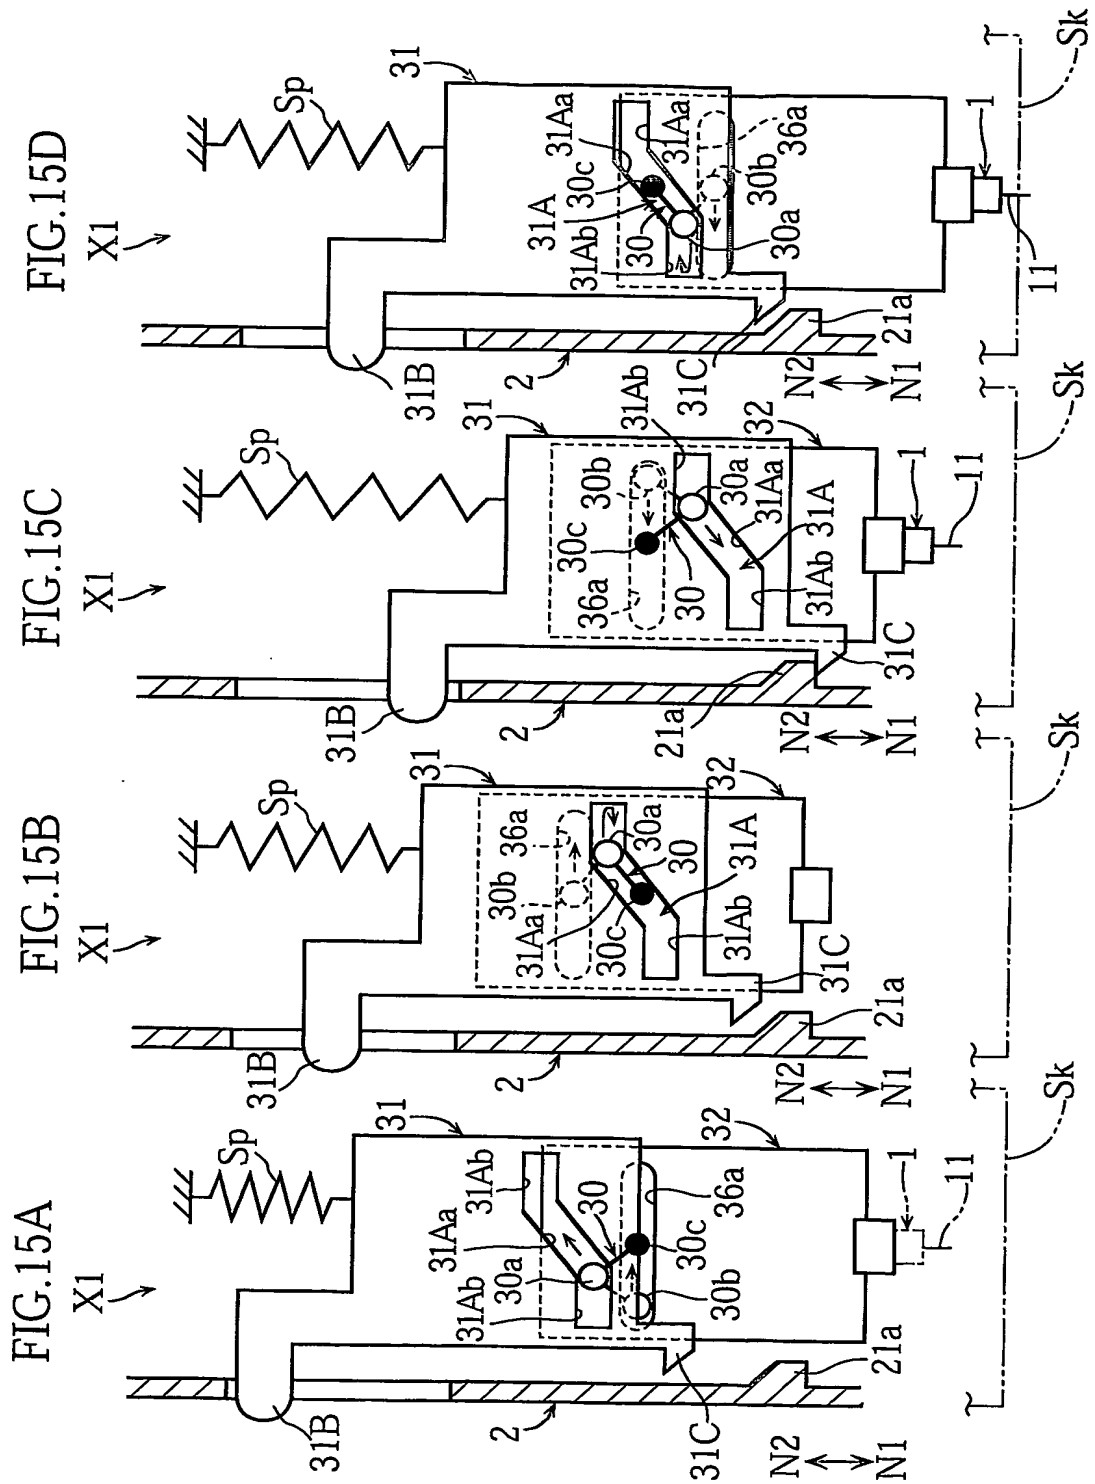 FIG.15A
X1
Sp
31
31B
31Ab
31Aa
31Ab
30a
30
30c
30b
36a
32
31C
2
21a
1
11
N2
N1
Sk
FIG.15B
X1
Sp
31
31B
36a
30b
31Aa
30c
30a
30
31A
31Ab
32
31C
2
21a
N2
N1
Sk
FIG.15C
X1
Sp
31
31B
30b
30c
36a
30
31Ab
30a
31Aa
31A
31Ab
32
31C
2
21a
1
11
N2
N1
Sk
FIG.15D
X1
Sp
31
31B
31Aa
30c
31A
30
31Ab
31Aa
36a
30b
30a
31C
2
21a
1
11
N2
N1
Sk